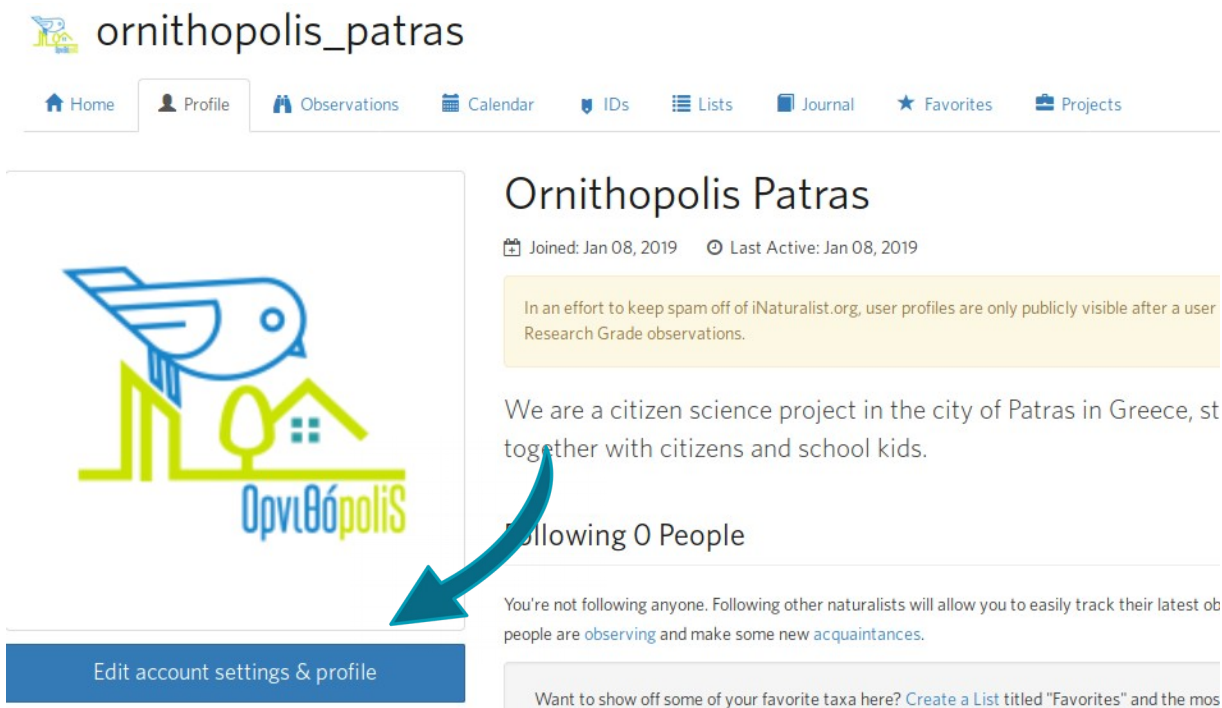 ornithopolis_patras
Home Profile Observations Calendar IDs Lists Journal Favorites Projects
Ornithopolis Patras
Joined: Jan 08, 2019 Last Active: Jan 08, 2019
In an effort to keep spam off of iNaturalist.org, user profiles are only publicly visible after a user
Research Grade observations.
We are a citizen science project in the city of Patras in Greece, st
together with citizens and school kids.
ΟρνιθόpoliS
Following 0 People
You're not following anyone. Following other naturalists will allow you to easily track their latest ob
people are observing and make some new acquaintances.
Edit account settings & profile
Want to show off some of your favorite taxa here? Create a List titled "Favorites" and the mos